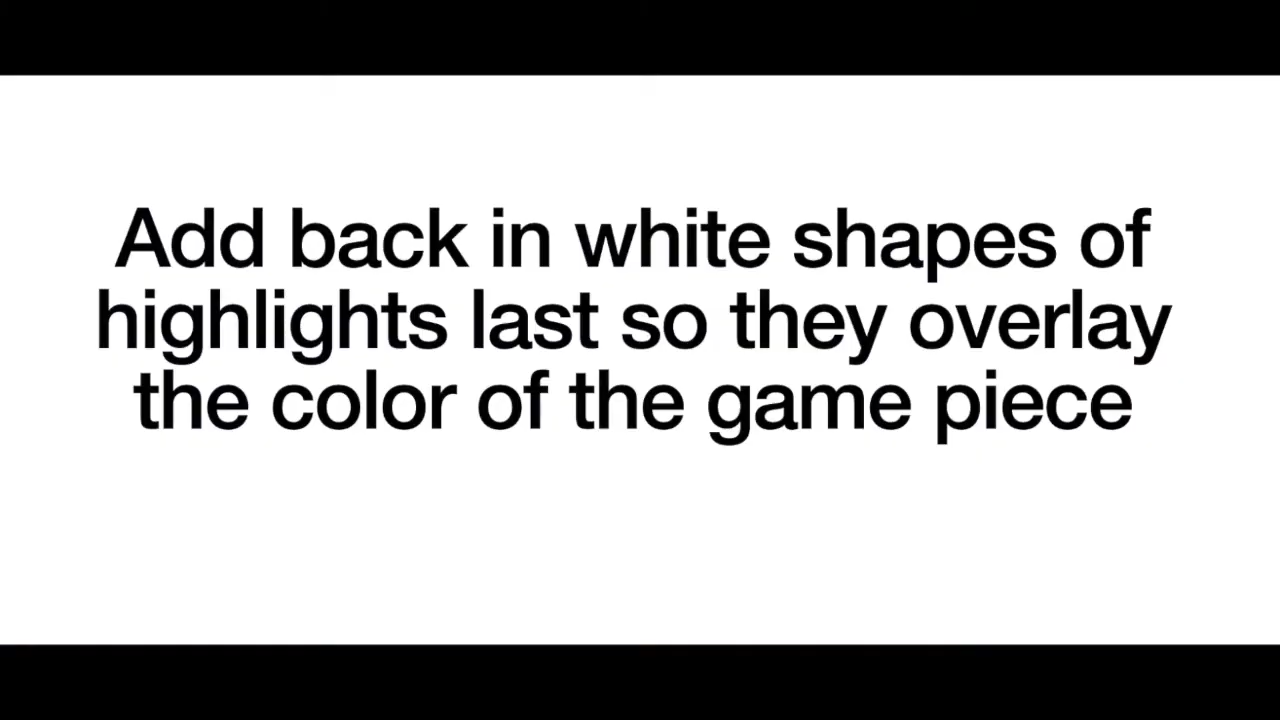 Add back in white shapes of
highlights last so they overlay
the color of the game piece